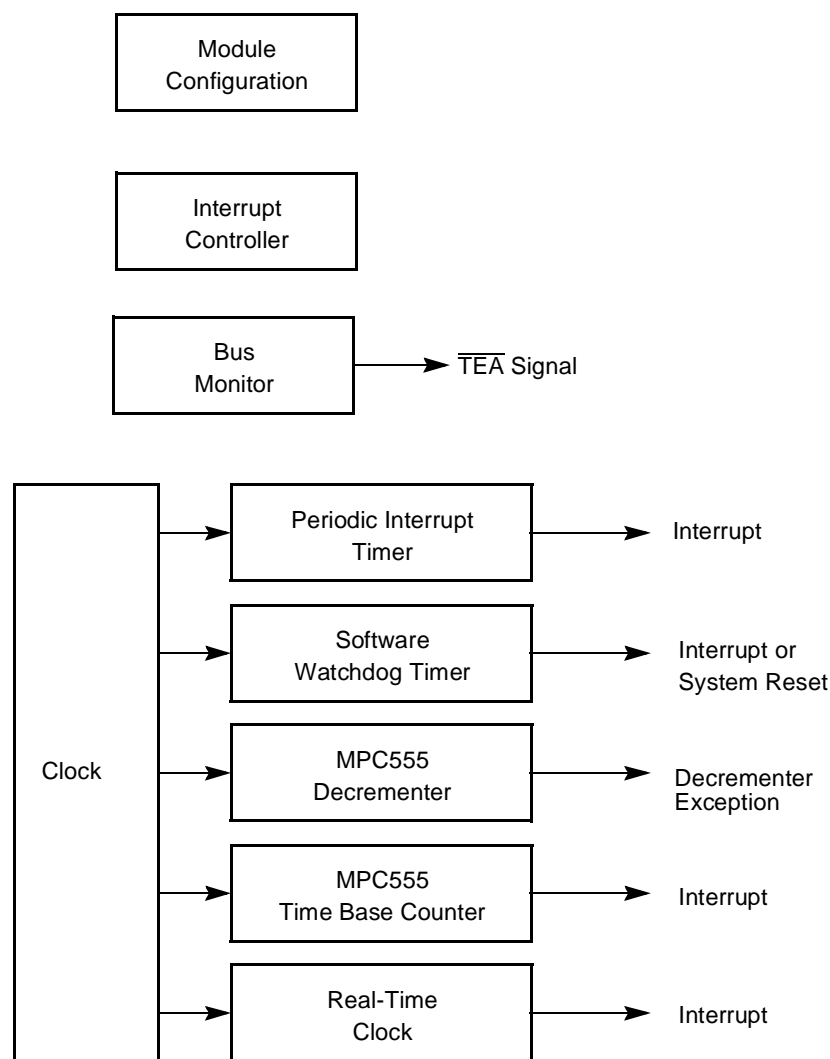 Module
Configuration
Interrupt
Controller
Bus
Monitor
TEA Signal
Periodic Interrupt
Timer
Interrupt
Software
Watchdog Timer
Interrupt or
System Reset
Clock
MPC555
Decrementer
Decrementer
Exception
MPC555
Time Base Counter
Interrupt
Real-Time
Clock
Interrupt